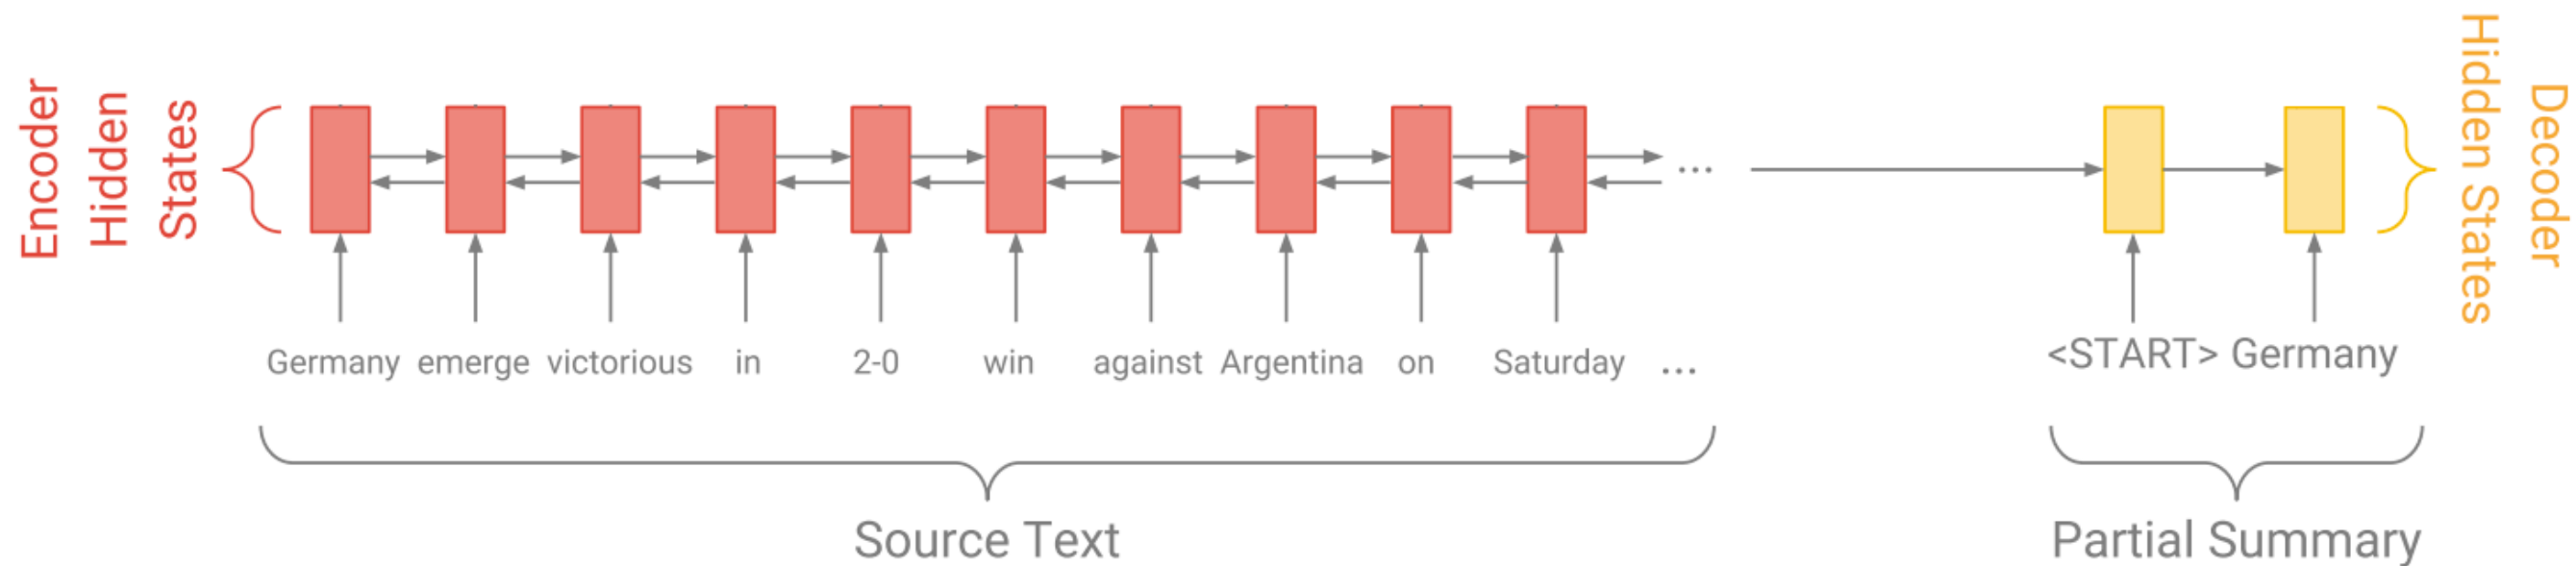 Encoder
Hidden
States
Decoder
Hidden States
...
Germany emerge victorious in 2-0 win against Argentina on Saturday ...
<START> Germany
Source Text
Partial Summary